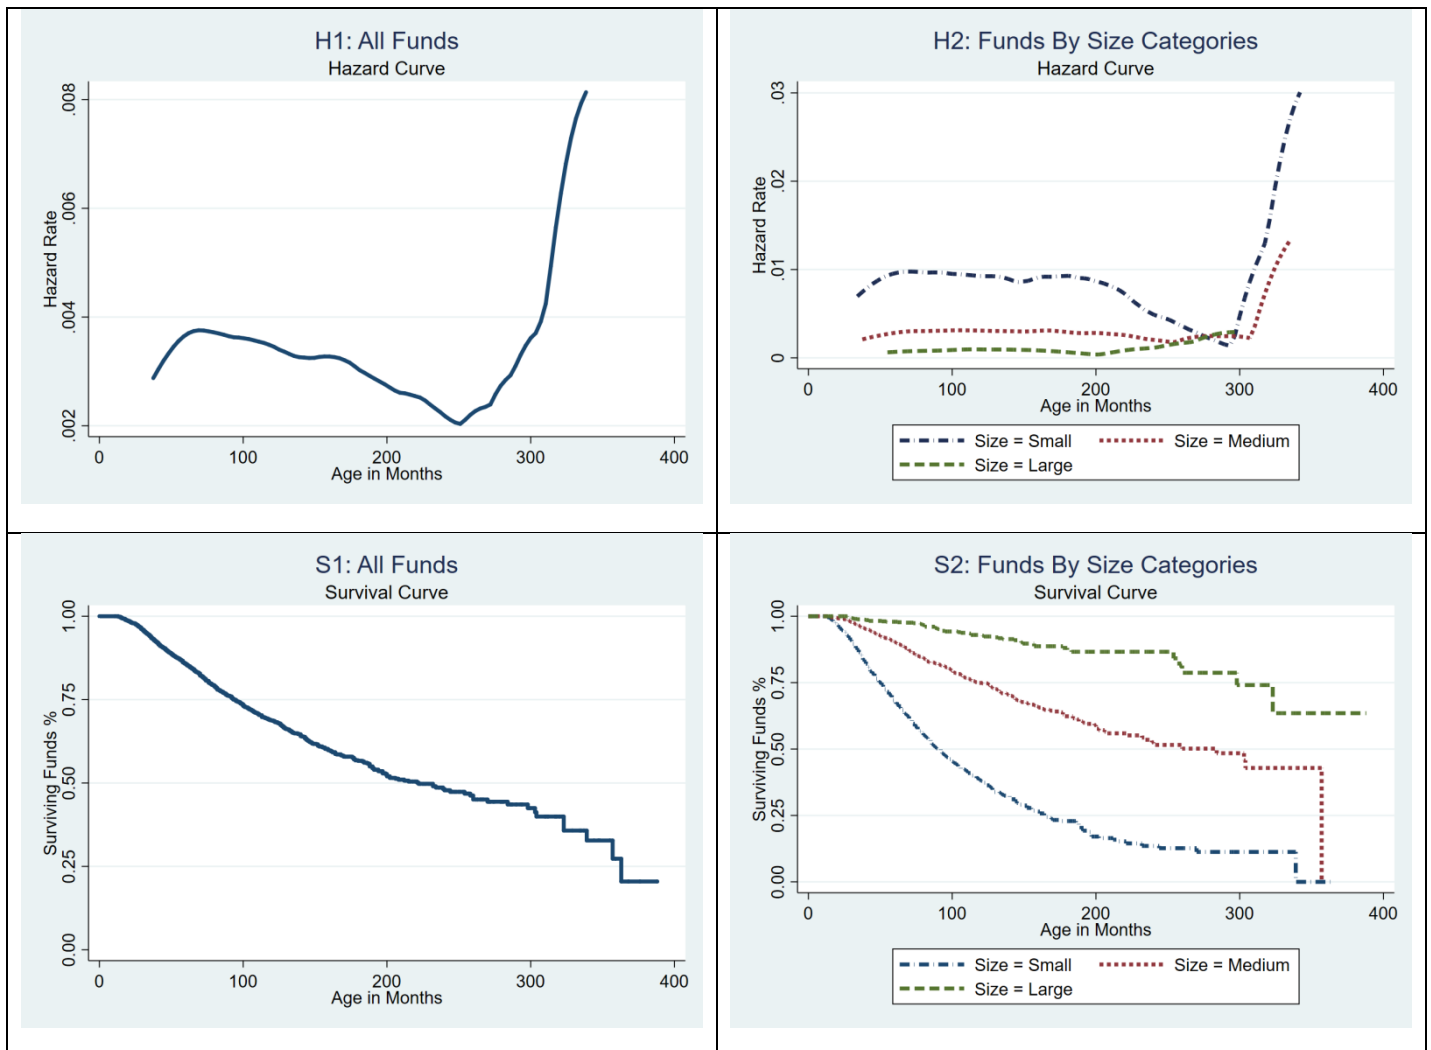 H1: All Funds
Hazard Curve
Hazard Rate
.008
.006
.004
.002
0 100 200 300 400
Age in Months
H2: Funds By Size Categories
Hazard Curve
Hazard Rate
.03
.02
.01
0
0 100 200 300 400
Age in Months
Size = Small Size = Medium
Size = Large
S1: All Funds
Survival Curve
Surviving Funds %
1.00
0.75
0.50
0.25
0.00
0 100 200 300 400
Age in Months
S2: Funds By Size Categories
Survival Curve
Surviving Funds %
1.00
0.75
0.50
0.25
0.00
0 100 200 300 400
Age in Months
Size = Small Size = Medium
Size = Large